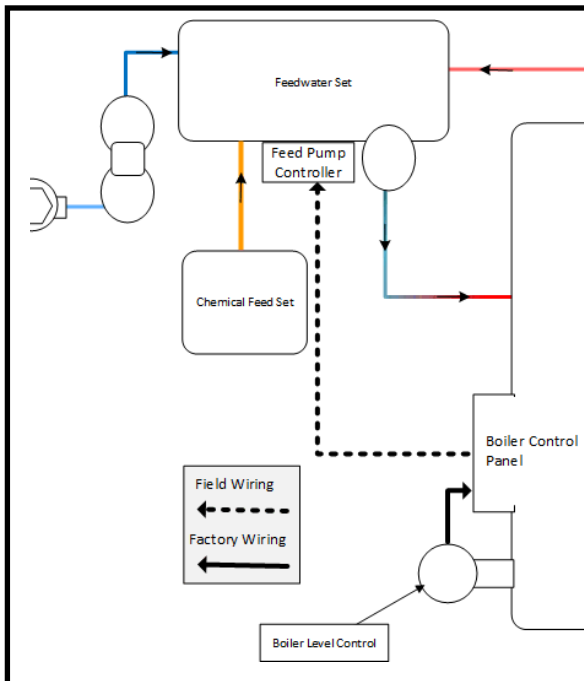 Feedwater Set
Feed Pump
Controller
Chemical Feed Set
Boiler Control
Panel
Field Wiring
Factory Wiring
Boiler Level Control